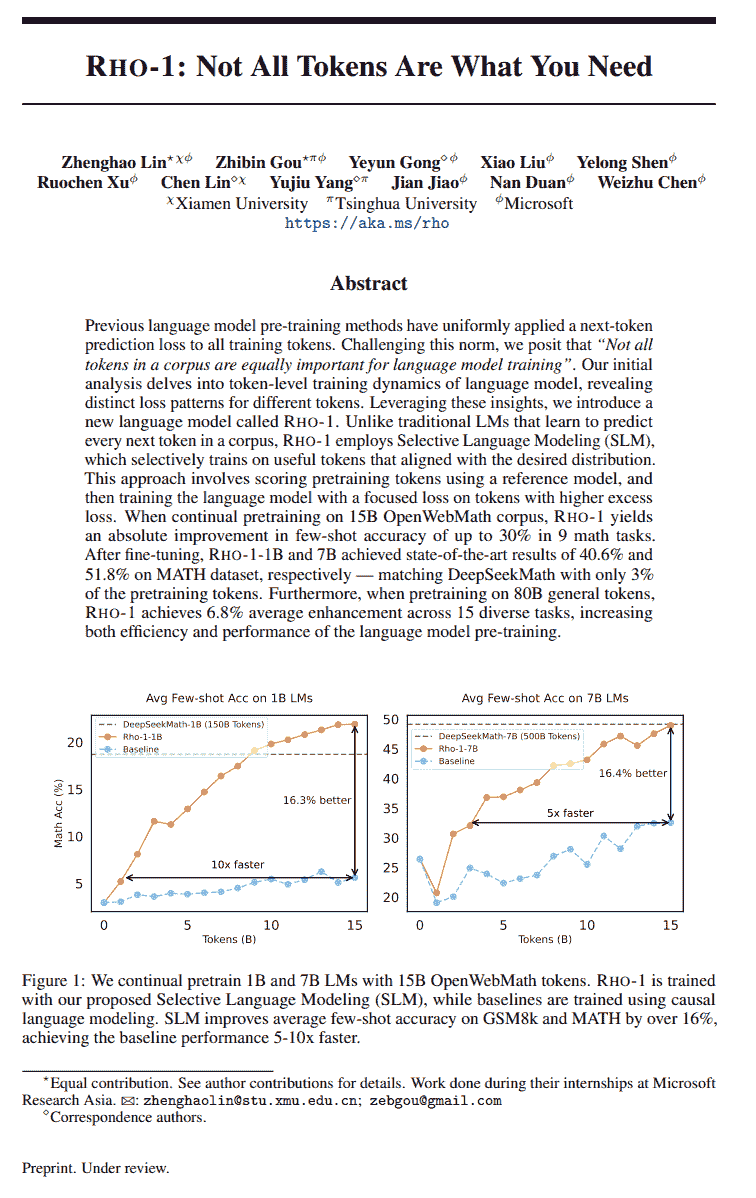 RHO-1: Not All Tokens Are What You Need
Zhenghao Lin⋆χϕ Zhibin Gou⋆πϕ Yeyun Gong⋄ϕ Xiao Liuϕ Yelong Shenϕ
Ruochen Xuϕ Chen Lin⋄χ Yujiu Yang⋄π Jian Jiaoϕ Nan Duanϕ Weizhu Chenϕ
χXiamen University πTsinghua University ϕMicrosoft
https://aka.ms/rho
Abstract
Previous language model pre-training methods have uniformly applied a next-token
prediction loss to all training tokens. Challenging this norm, we posit that “Not all
tokens in a corpus are equally important for language model training”. Our initial
analysis delves into token-level training dynamics of language model, revealing
distinct loss patterns for different tokens. Leveraging these insights, we introduce a
new language model called RHO-1. Unlike traditional LMs that learn to predict
every next token in a corpus, RHO-1 employs Selective Language Modeling (SLM),
which selectively trains on useful tokens that aligned with the desired distribution.
This approach involves scoring pretraining tokens using a reference model, and
then training the language model with a focused loss on tokens with higher excess
loss. When continual pretraining on 15B OpenWebMath corpus, RHO-1 yields
an absolute improvement in few-shot accuracy of up to 30% in 9 math tasks.
After fine-tuning, RHO-1-1B and 7B achieved state-of-the-art results of 40.6% and
51.8% on MATH dataset, respectively — matching DeepSeekMath with only 3%
of the pretraining tokens. Furthermore, when pretraining on 80B general tokens,
RHO-1 achieves 6.8% average enhancement across 15 diverse tasks, increasing
both efficiency and performance of the language model pre-training.
Avg Few-shot Acc on 1B LMs
DeepSeekMath-1B (150B Tokens)
Rho-1-1B
Baseline
20
15
10
5
Math Acc (%)
16.3% better
10x faster
0 5 10 15
Tokens (B)
Avg Few-shot Acc on 7B LMs
DeepSeekMath-7B (500B Tokens)
Rho-1-7B
Baseline
50
45
40
35
30
25
20
16.4% better
5x faster
0 5 10 15
Tokens (B)
Figure 1: We continual pretrain 1B and 7B LMs with 15B OpenWebMath tokens. RHO-1 is trained
with our proposed Selective Language Modeling (SLM), while baselines are trained using causal
language modeling. SLM improves average few-shot accuracy on GSM8k and MATH by over 16%,
achieving the baseline performance 5-10x faster.
⋆Equal contribution. See author contributions for details. Work done during their internships at Microsoft
Research Asia. ✉: zhenghaolin@stu.xmu.edu.cn; zebgou@gmail.com
⋄Correspondence authors.
Preprint. Under review.